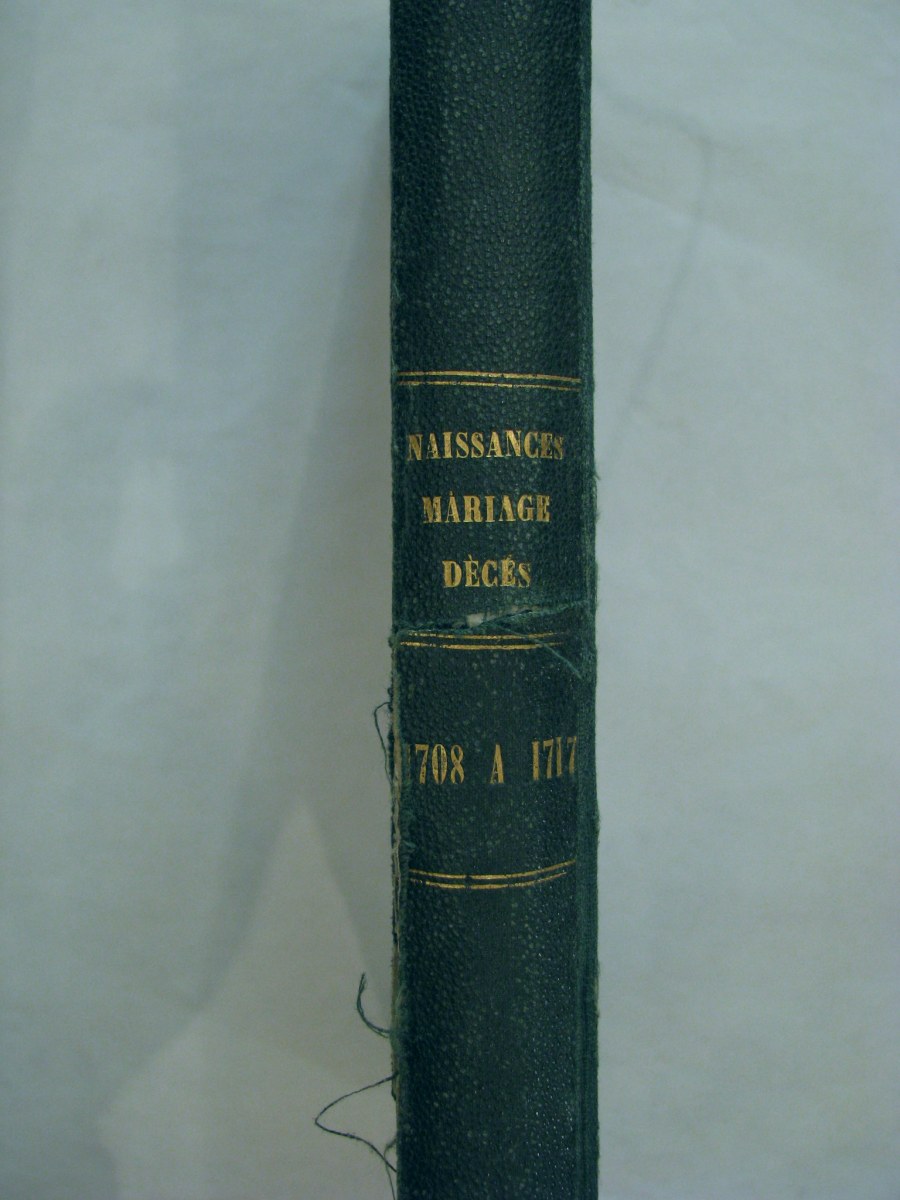 NAISSANCES
MARIAGE
DÈCÉS
1708 A 1717